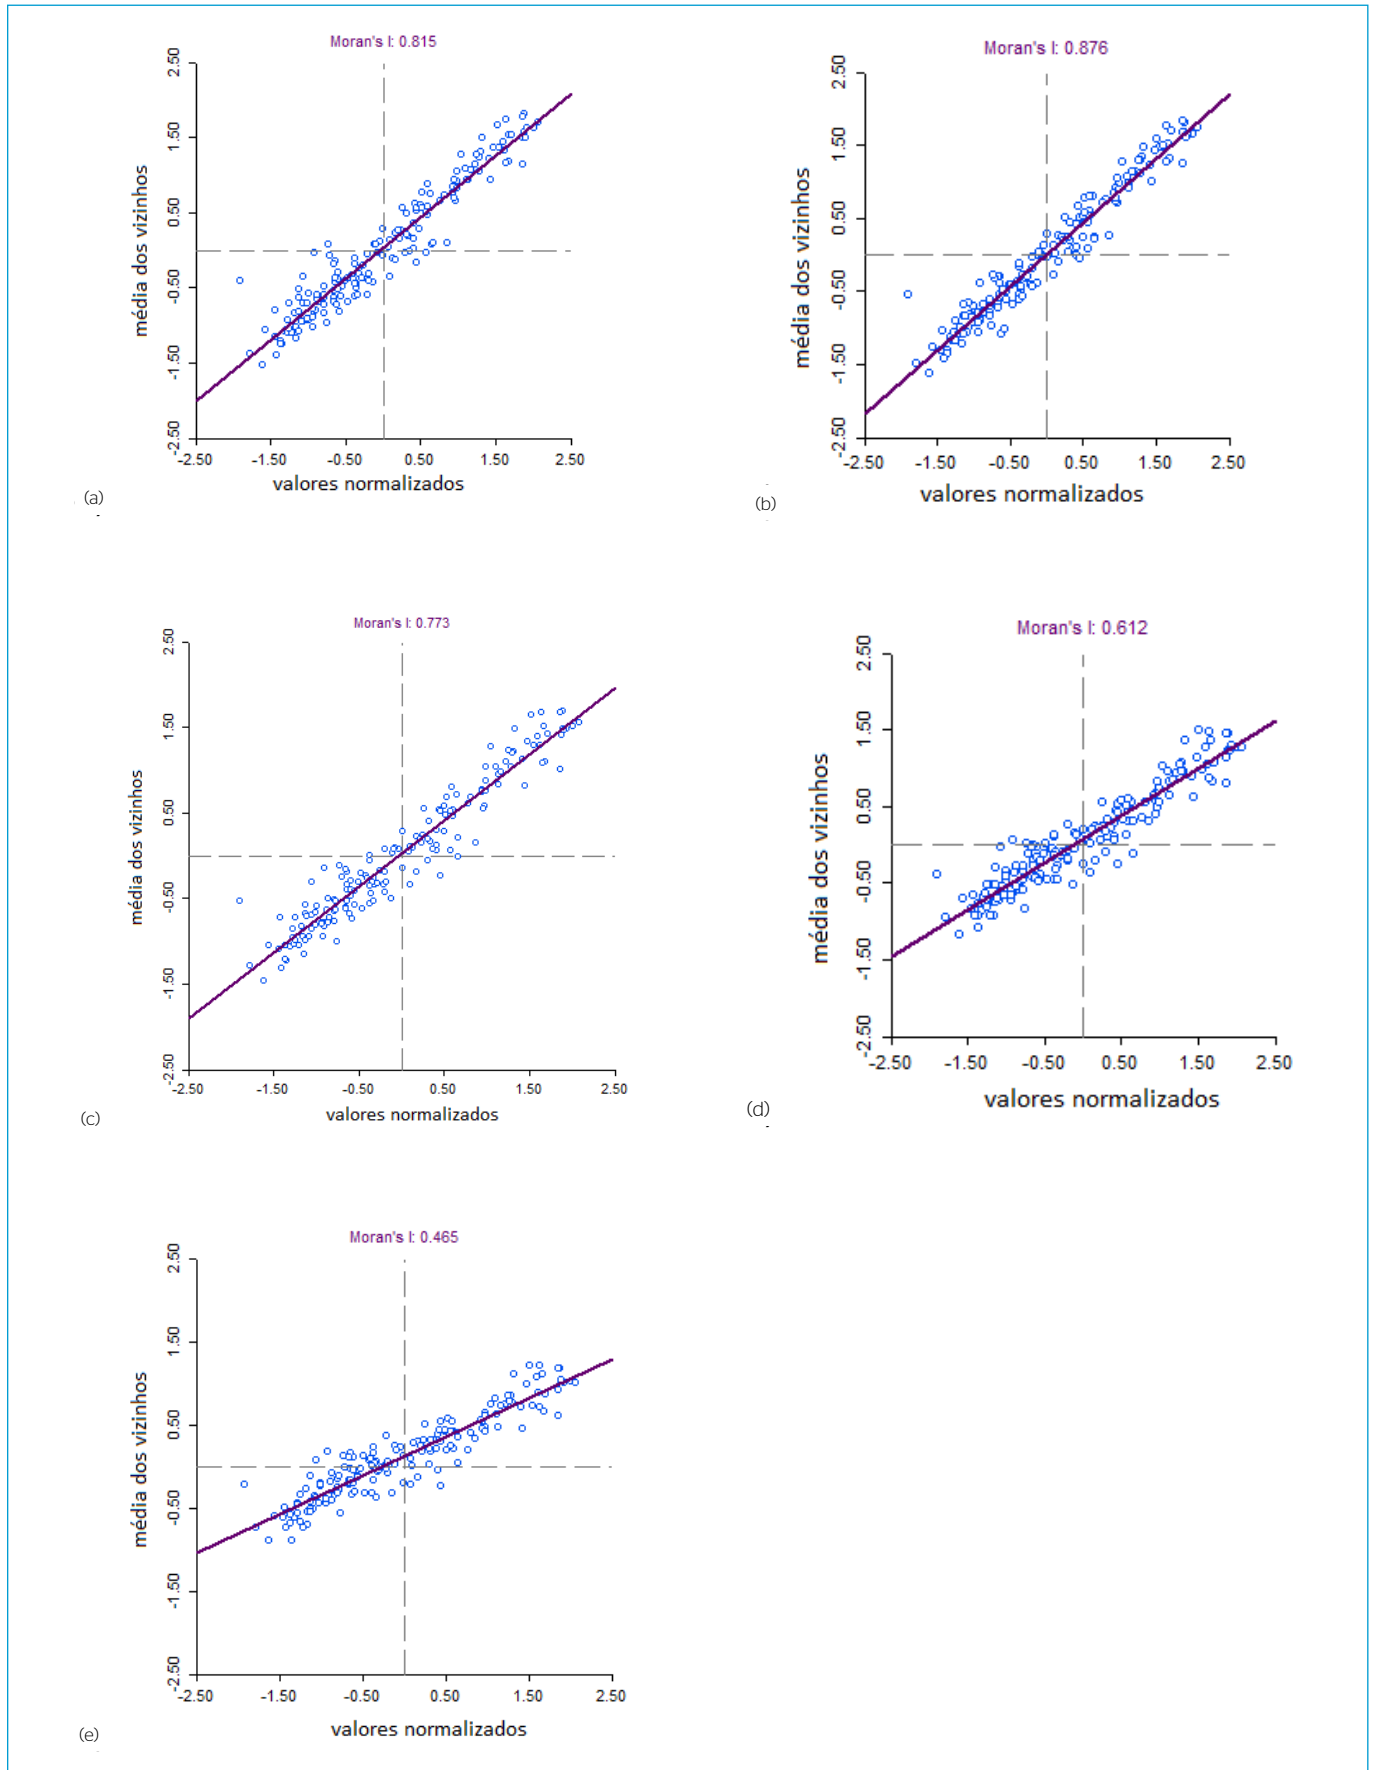 Moran's I: 0.815
2.50
1.50
0.50
-0.50
-1.50
-2.50
média dos vizinhos
-2.50 -1.50 -0.50 0.50 1.50 2.50
valores normalizados
(a)
Moran's I: 0.876
2.50
1.50
0.50
-0.50
-1.50
-2.50
média dos vizinhos
-2.50 -1.50 -0.50 0.50 1.50 2.50
valores normalizados
(b)
Moran's I: 0.773
2.50
1.50
0.50
-0.50
-1.50
-2.50
média dos vizinhos
-2.50 -1.50 -0.50 0.50 1.50 2.50
valores normalizados
(c)
Moran's I: 0.612
2.50
1.50
0.50
-0.50
-1.50
-2.50
média dos vizinhos
-2.50 -1.50 -0.50 0.50 1.50 2.50
valores normalizados
(d)
Moran's I: 0.465
2.50
1.50
0.50
-0.50
-1.50
-2.50
média dos vizinhos
-2.50 -1.50 -0.50 0.50 1.50 2.50
valores normalizados
(e)